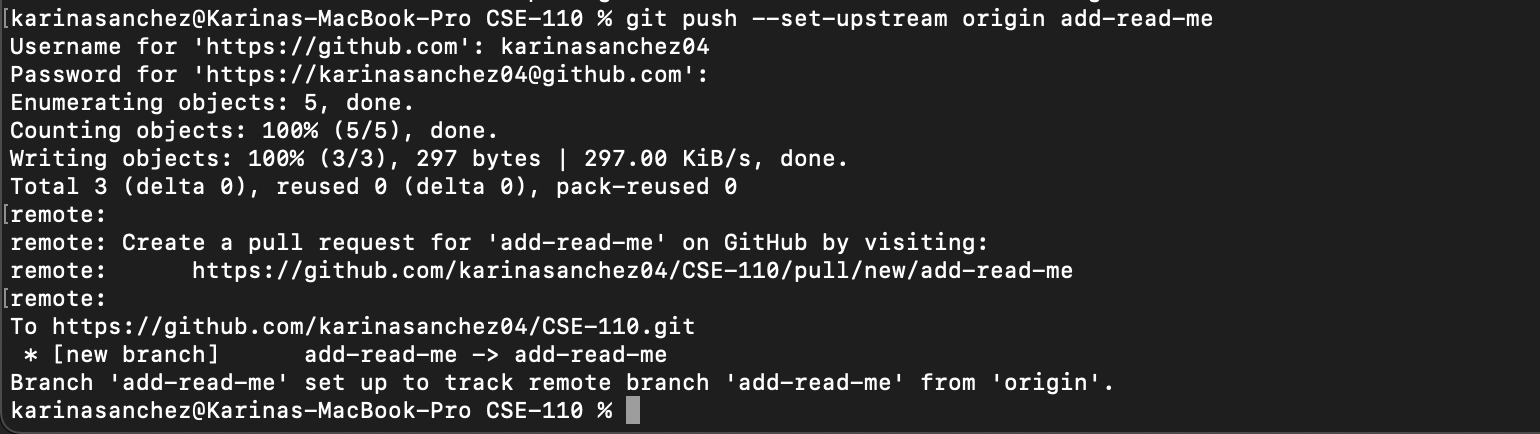 [karinasanchez@Karinas-MacBook-Pro CSE-110 % git push --set-upstream origin add-read-me
Username for 'https://github.com': karinasanchez04
Password for 'https://karinasanchez04@github.com':
Enumerating objects: 5, done.
Counting objects: 100% (5/5), done.
Writing objects: 100% (3/3), 297 bytes | 297.00 KiB/s, done.
Total 3 (delta 0), reused 0 (delta 0), pack-reused 0
[remote:
remote: Create a pull request for 'add-read-me' on GitHub by visiting:
remote:      https://github.com/karinasanchez04/CSE-110/pull/new/add-read-me
[remote:
To https://github.com/karinasanchez04/CSE-110.git
 * [new branch]      add-read-me -> add-read-me
Branch 'add-read-me' set up to track remote branch 'add-read-me' from 'origin'.
karinasanchez@Karinas-MacBook-Pro CSE-110 %